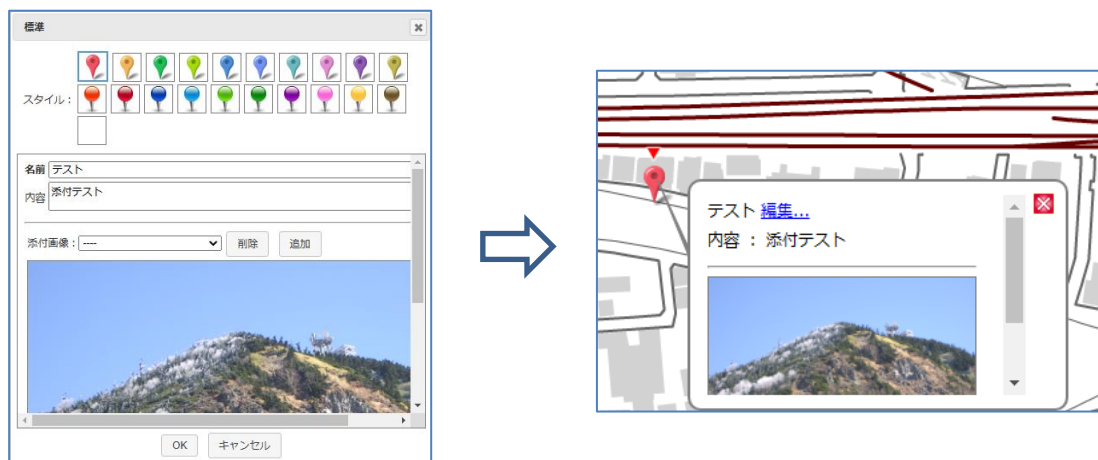 標準
スタイル：
名前 テスト
内容 添付テスト
添付画像： ---- 削除 追加
OK キャンセル
テスト 編集...
内容 ： 添付テスト